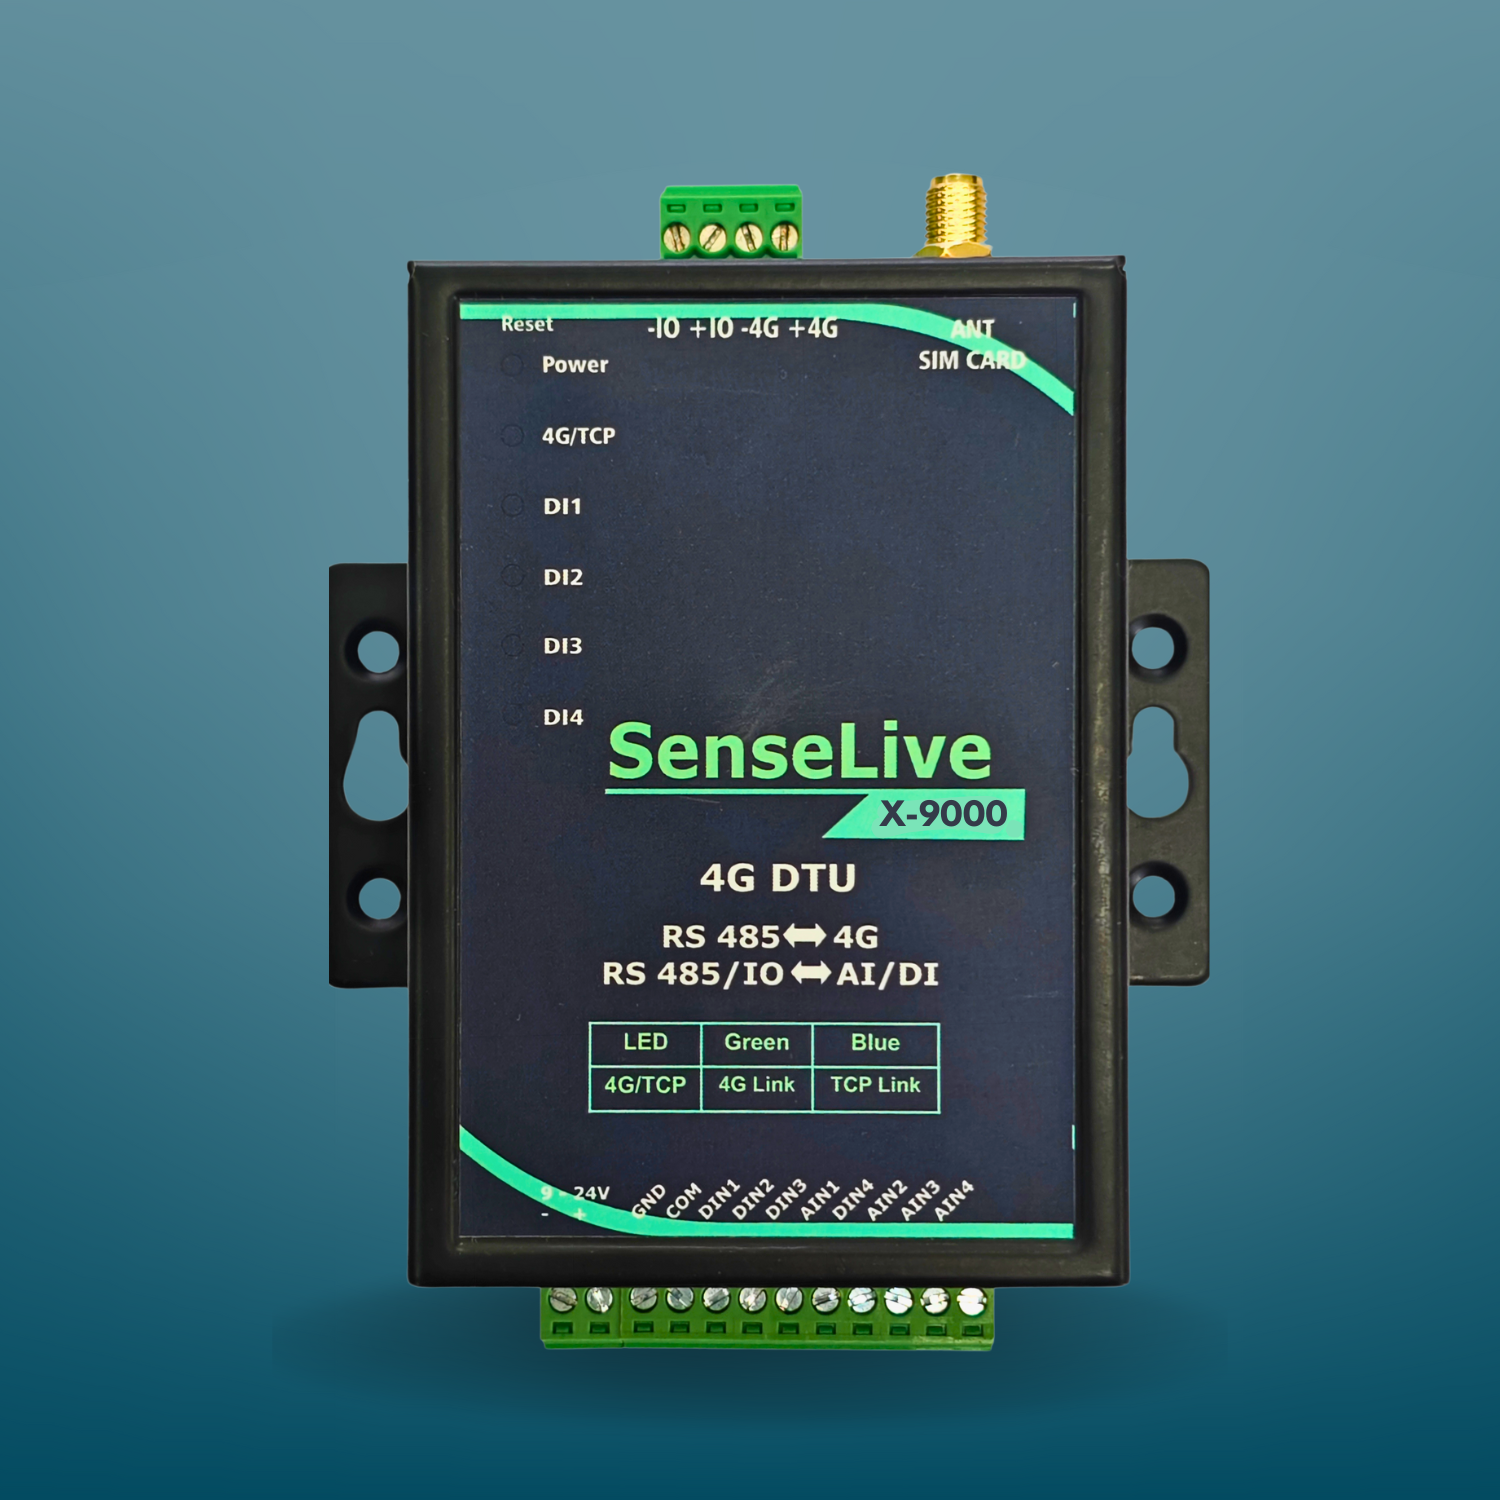 Reset
-IO +IO -4G +4G
ANT
SIM CARD
Power
4G/TCP
DI1
DI2
DI3
DI4
SenseLive
X-9000
4G DTU
RS 485⬌4G
RS 485/IO⬌AI/DI
LED Green Blue
4G/TCP 4G Link TCP Link
9 - 24V
- +
GND COM DIN1 DIN2 DIN3 AIN1 DIN4 AIN2 AIN3 AIN4